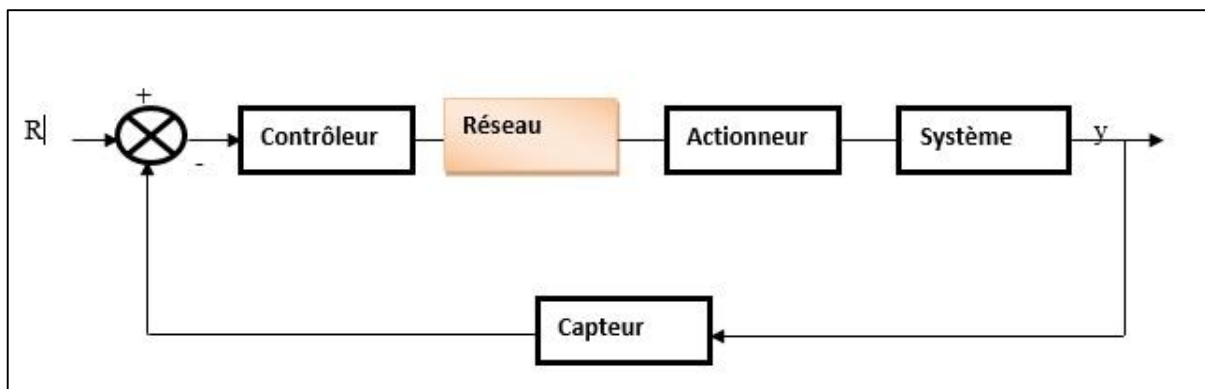 +
R
-
Contrôleur
Réseau
Actionneur
Système
y
Capteur